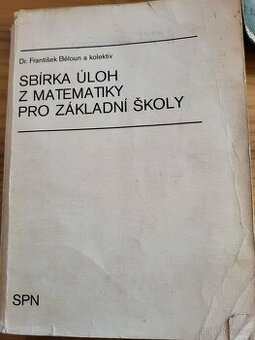 Dr. František Běloun a kolektiv
SBÍRKA ÚLOH
Z MATEMATIKY
PRO ZÁKLADNÍ ŠKOLY
SPN